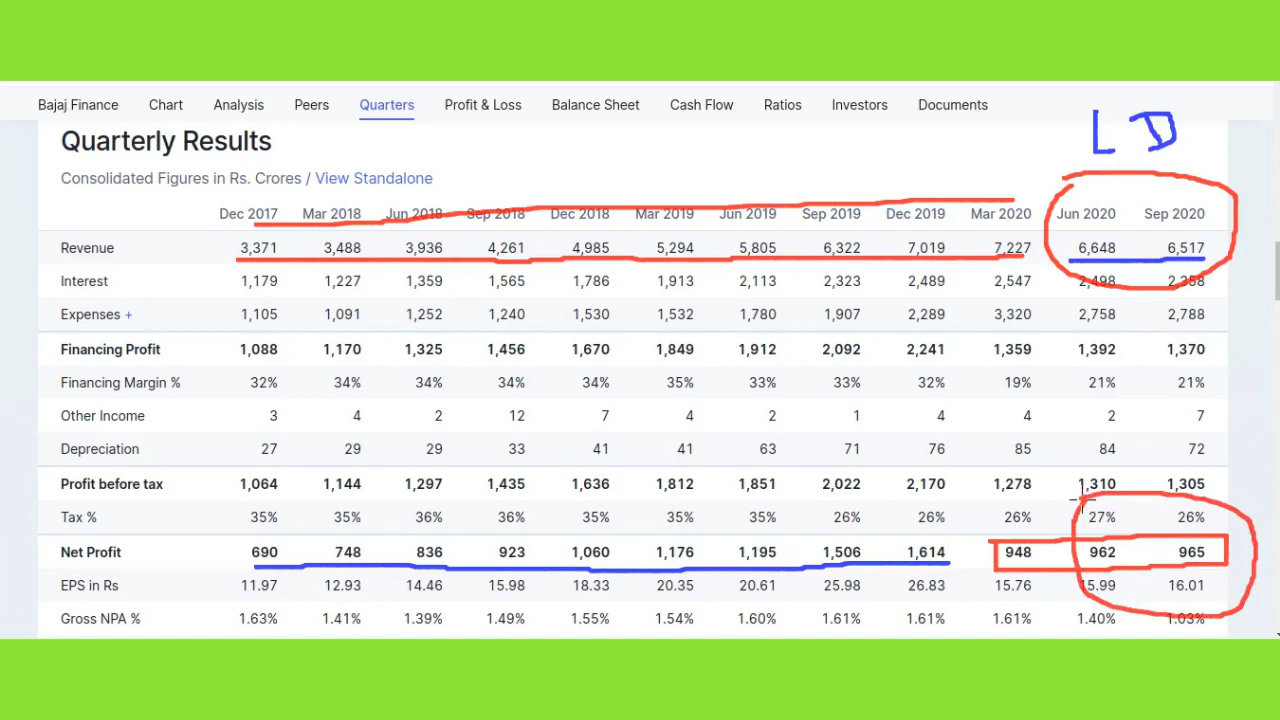 Bajaj Finance Chart Analysis Peers Quarters Profit & Loss Balance Sheet Cash Flow Ratios Investors Documents
L D
Quarterly Results
Consolidated Figures in Rs. Crores / View Standalone
Dec 2017 Mar 2018 Jun 2018 Sep 2018 Dec 2018 Mar 2019 Jun 2019 Sep 2019 Dec 2019 Mar 2020 Jun 2020 Sep 2020
Revenue 3,371 3,488 3,936 4,261 4,985 5,294 5,805 6,322 7,019 7,227 6,648 6,517
Interest 1,179 1,227 1,359 1,565 1,786 1,913 2,113 2,323 2,489 2,547 2,498 2,358
Expenses + 1,105 1,091 1,252 1,240 1,530 1,532 1,780 1,907 2,289 3,320 2,758 2,788
Financing Profit 1,088 1,170 1,325 1,456 1,670 1,849 1,912 2,092 2,241 1,359 1,392 1,370
Financing Margin % 32% 34% 34% 34% 34% 35% 33% 33% 32% 19% 21% 21%
Other Income 3 4 2 12 7 4 2 1 4 4 2 7
Depreciation 27 29 29 33 41 41 63 71 76 85 84 72
Profit before tax 1,064 1,144 1,297 1,435 1,636 1,812 1,851 2,022 2,170 1,278 1,310 1,305
Tax % 35% 35% 36% 36% 35% 35% 35% 26% 26% 26% 27% 26%
Net Profit 690 748 836 923 1,060 1,176 1,195 1,506 1,614 948 962 965
EPS in Rs 11.97 12.93 14.46 15.98 18.33 20.35 20.61 25.98 26.83 15.76 15.99 16.01
Gross NPA % 1.63% 1.41% 1.39% 1.49% 1.55% 1.54% 1.60% 1.61% 1.61% 1.61% 1.40% 1.03%